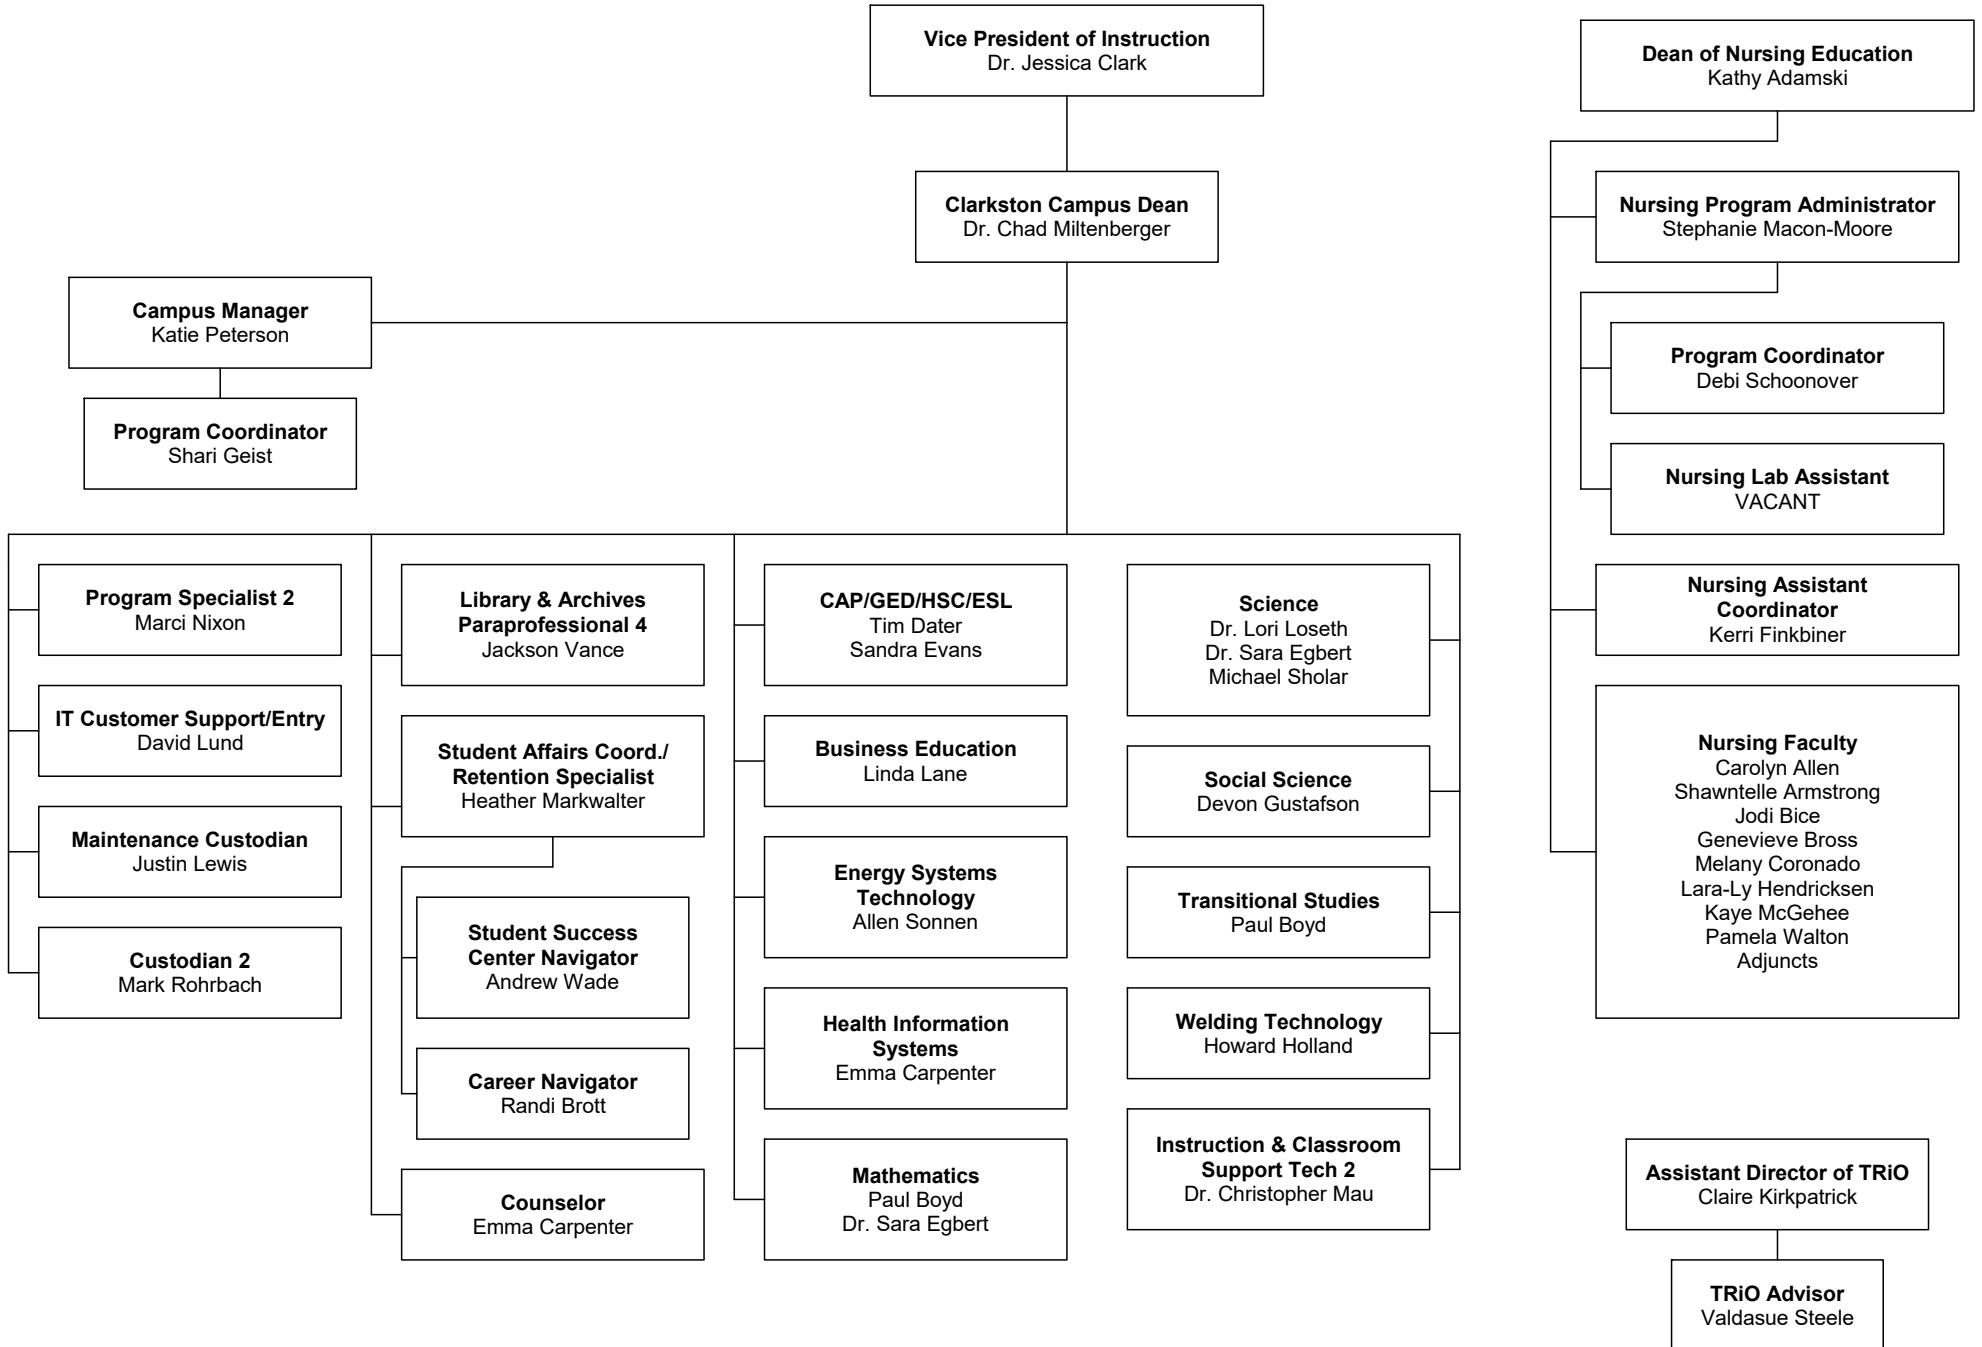 Vice President of Instruction
Dr. Jessica Clark
Clarkston Campus Dean
Dr. Chad Miltenberger
Campus Manager
Katie Peterson
Program Coordinator
Shari Geist
Program Specialist 2
Marci Nixon
IT Customer Support/Entry
David Lund
Maintenance Custodian
Justin Lewis
Custodian 2
Mark Rohrbach
Library & Archives
Paraprofessional 4
Jackson Vance
Student Affairs Coord./
Retention Specialist
Heather Markwalter
Student Success
Center Navigator
Andrew Wade
Career Navigator
Randi Brott
Counselor
Emma Carpenter
CAP/GED/HSC/ESL
Tim Dater
Sandra Evans
Business Education
Linda Lane
Energy Systems
Technology
Allen Sonnen
Health Information
Systems
Emma Carpenter
Mathematics
Paul Boyd
Dr. Sara Egbert
Science
Dr. Lori Loseth
Dr. Sara Egbert
Michael Sholar
Social Science
Devon Gustafson
Transitional Studies
Paul Boyd
Welding Technology
Howard Holland
Instruction & Classroom
Support Tech 2
Dr. Christopher Mau
Dean of Nursing Education
Kathy Adamski
Nursing Program Administrator
Stephanie Macon-Moore
Program Coordinator
Debi Schoonover
Nursing Lab Assistant
VACANT
Nursing Assistant
Coordinator
Kerri Finkbiner
Nursing Faculty
Carolyn Allen
Shawntelle Armstrong
Jodi Bice
Genevieve Bross
Melany Coronado
Lara-Ly Hendricksen
Kaye McGehee
Pamela Walton
Adjuncts
Assistant Director of TRiO
Claire Kirkpatrick
TRiO Advisor
Valdasue Steele